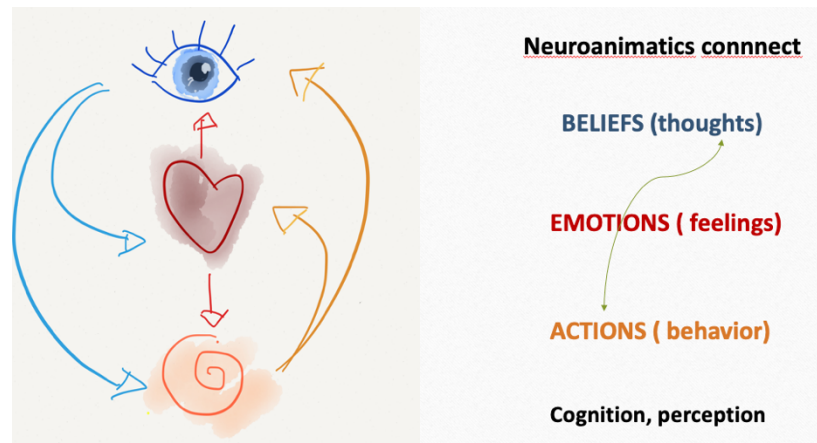 Neuroanimatics connnect
BELIEFS (thoughts)
EMOTIONS ( feelings)
ACTIONS ( behavior)
Cognition, perception